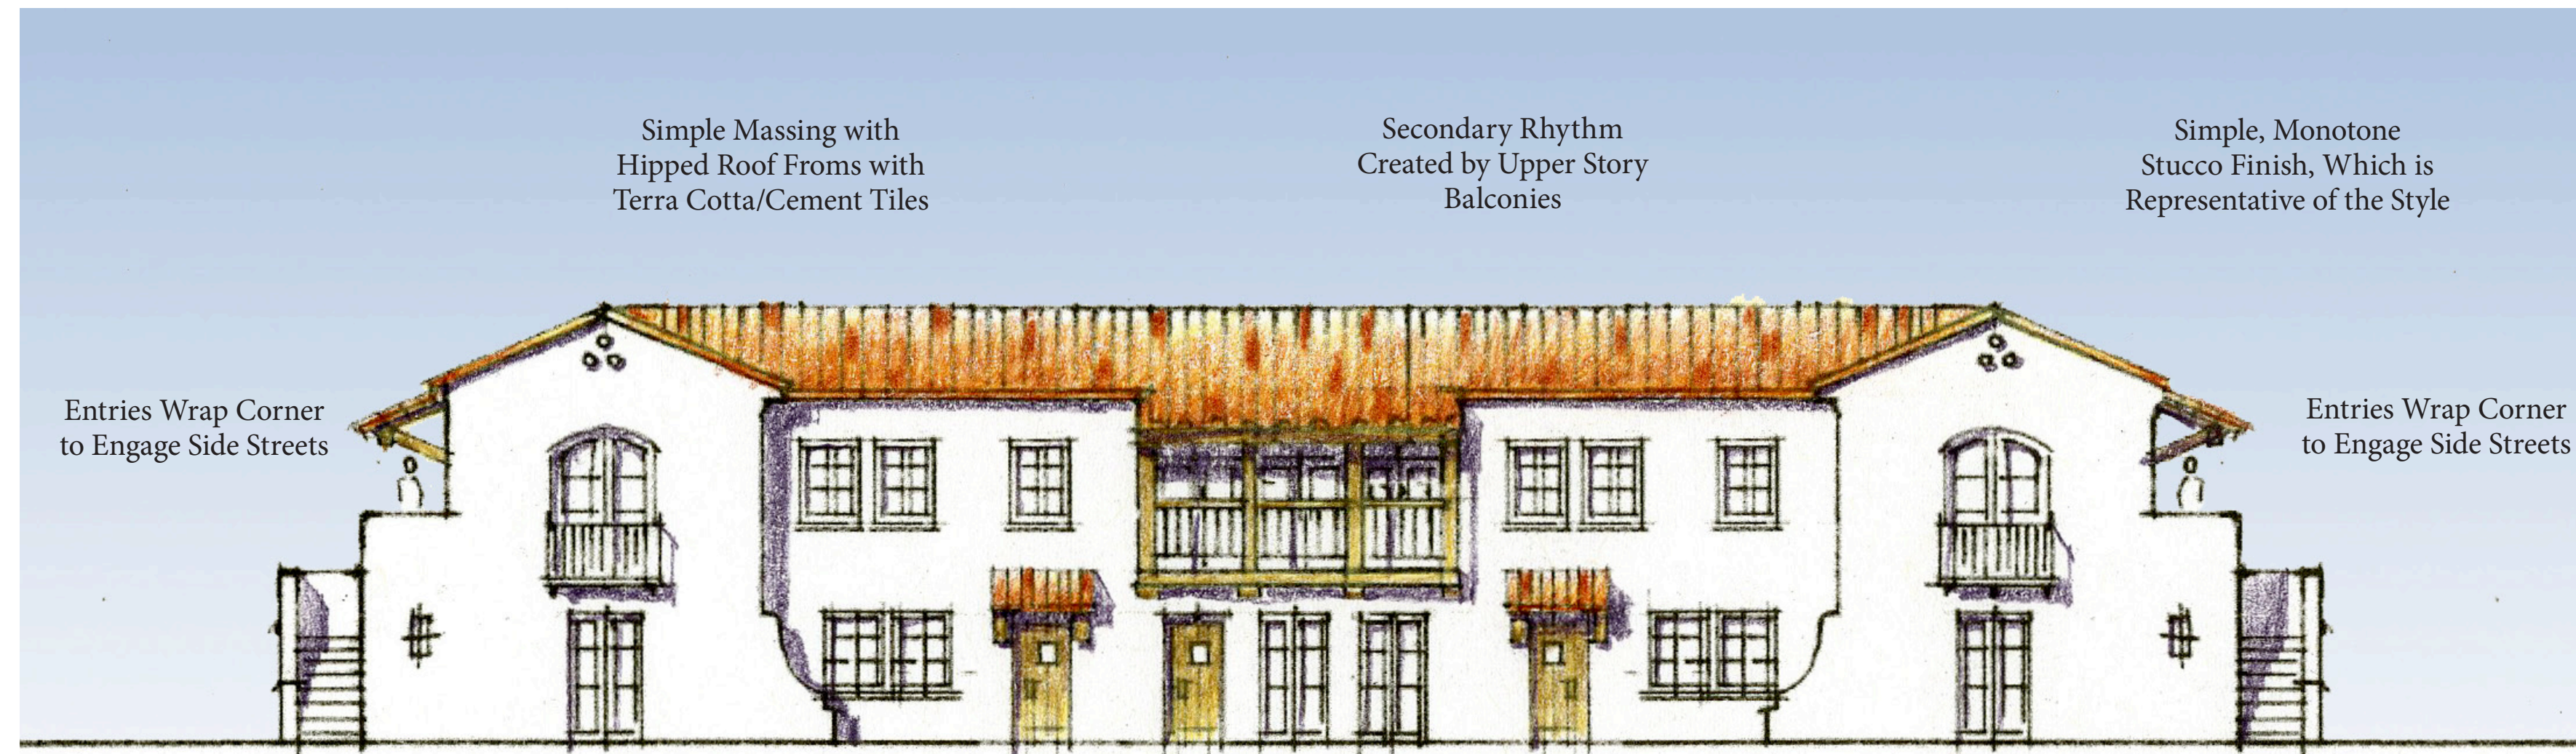 Simple Massing with
Hipped Roof Froms with
Terra Cotta/Cement Tiles
Secondary Rhythm
Created by Upper Story
Balconies
Simple, Monotone
Stucco Finish, Which is
Representative of the Style
Entries Wrap Corner
to Engage Side Streets
Entries Wrap Corner
to Engage Side Streets